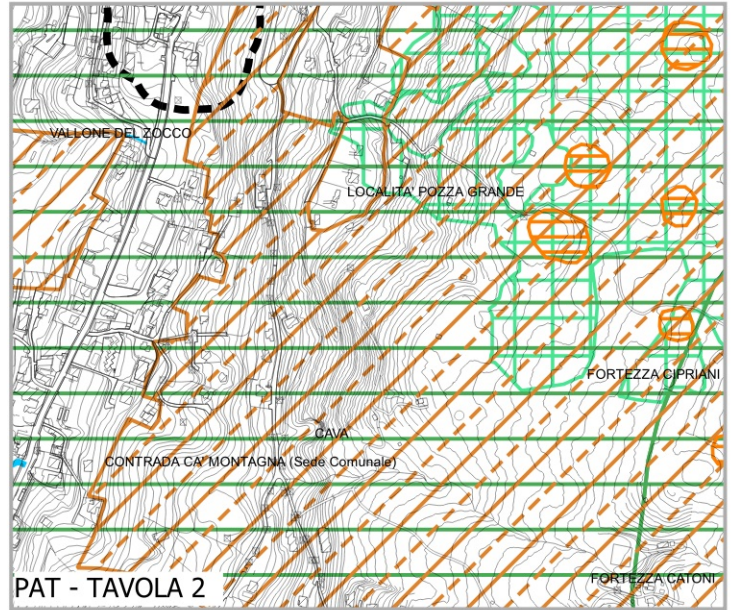 VALLONE DEL ZOCCO
LOCALITA' POZZA GRANDE
FORTEZZA CIPRIANI
CAVA
CONTRADA CA' MONTAGNA (Sede Comunale)
FORTEZZA CATONI
PAT - TAVOLA 2